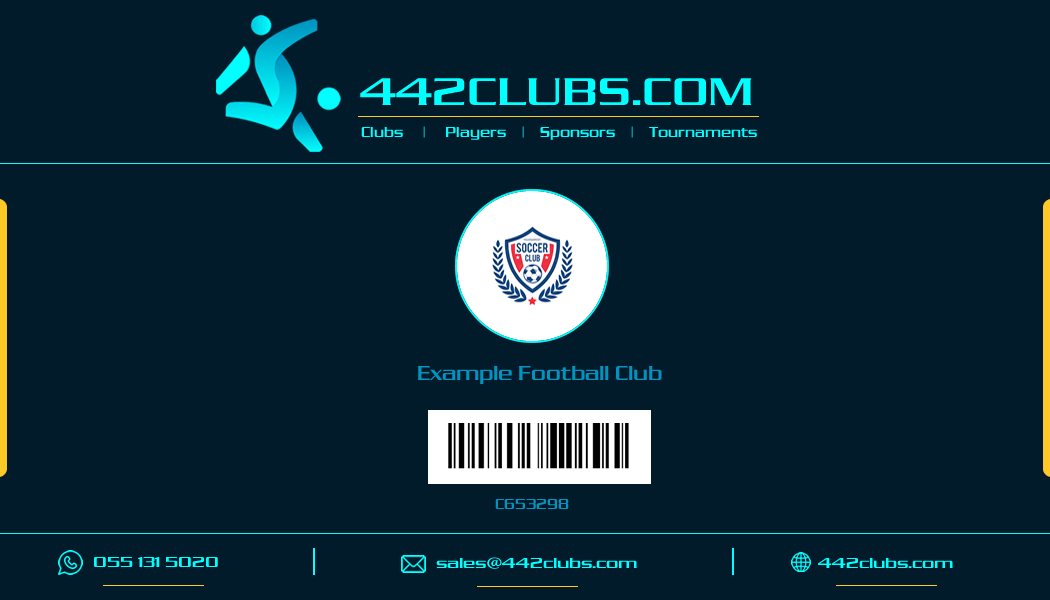 442CLUBS.COM
Clubs | Players | Sponsors | Tournaments
SOCCER
CLUB
Example Football Club
C653298
055 131 5020
sales@442clubs.com
442clubs.com